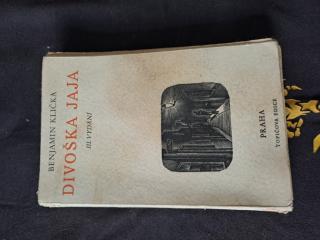 BENJAMIN KLIČKA
DIVOŠKA JAJA
III. VYDÁNÍ
PRAHA
TOPIČOVA EDICE